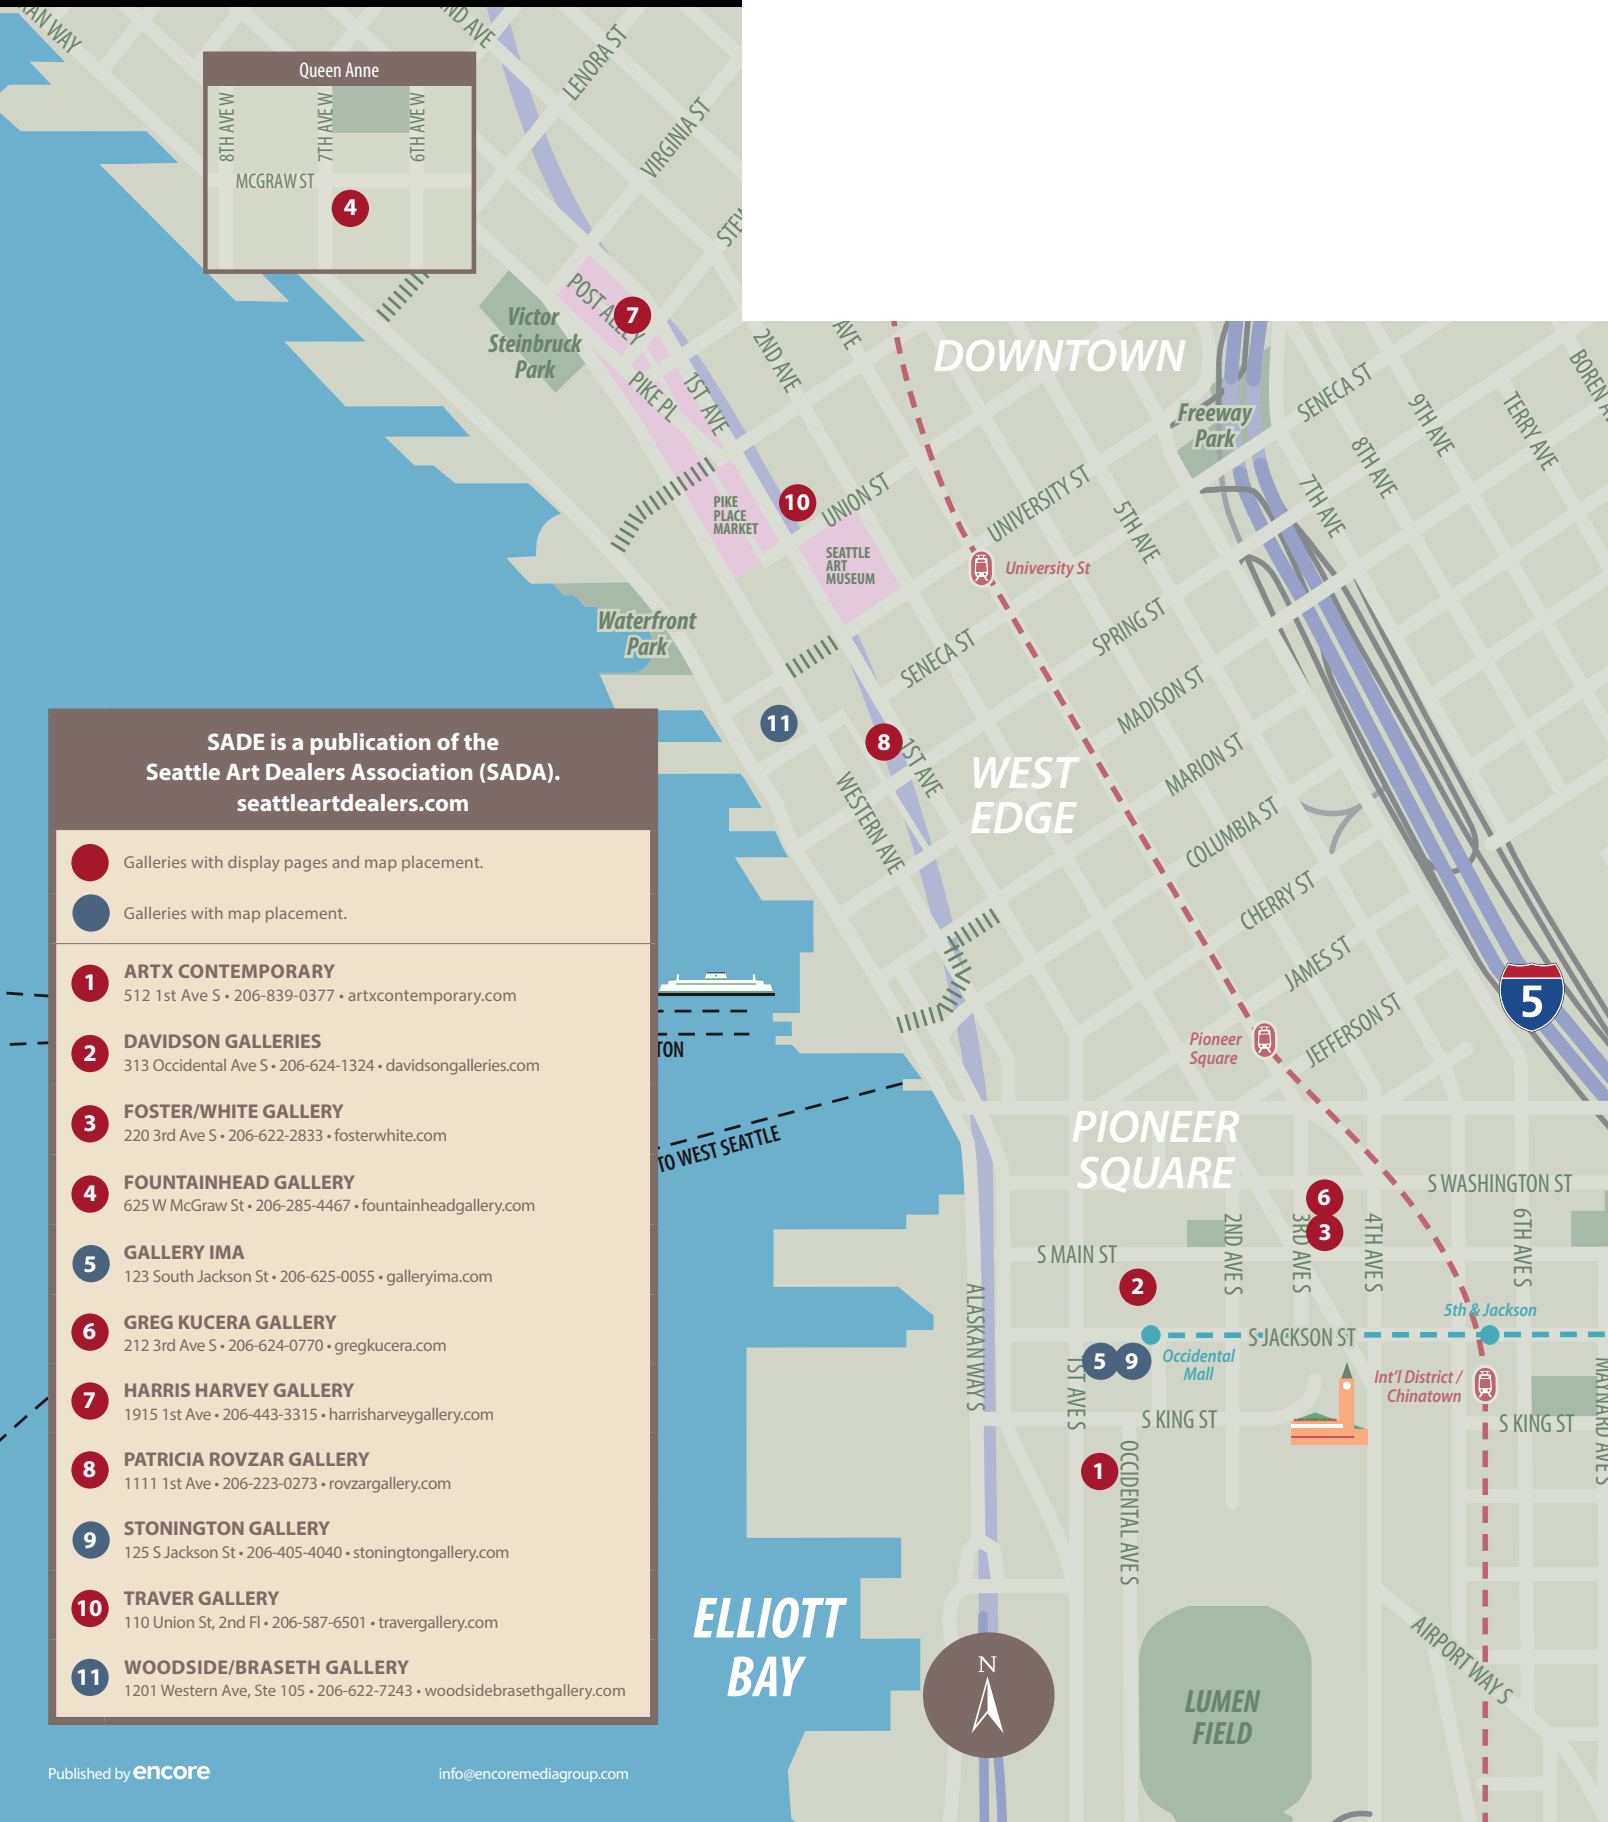 Queen Anne
8TH AVE W
7TH AVE W
6TH AVE W
MCGRAW ST
4
LENORA ST
VIRGINIA ST
POST ALLEY
7
Victor
Steinbruck
Park
PIKE PL
1ST AVE
2ND AVE
AVE
DOWNTOWN
Freeway
Park
SENECA ST
9TH AVE
8TH AVE
7TH AVE
TERRY AVE
BOREN
PIKE
PLACE
MARKET
10
UNION ST
SEATTLE
ART
MUSEUM
UNIVERSITY ST
University St
5TH AVE
Waterfront
Park
SENECA ST
SPRING ST
MADISON ST
MARION ST
COLUMBIA ST
CHERRY ST
JAMES ST
JEFFERSON ST
11
8
1ST AVE
WESTERN AVE
WEST
EDGE
5
Pioneer
Square
PIONEER
SQUARE
TO WEST SEATTLE
S WASHINGTON ST
6
3
2ND AVE S
3RD AVE S
4TH AVE S
6TH AVE S
S MAIN ST
2
ALASKAN WAY S
5th & Jackson
S JACKSON ST
5
9
Occidental
Mall
1ST AVE S
Int'l District /
Chinatown
MAYNARD AVE S
S KING ST
S KING ST
1
OCCIDENTAL AVE S
AIRPORT WAY S
LUMEN
FIELD
N
ELLIOTT
BAY
SADE is a publication of the
Seattle Art Dealers Association (SADA).
seattleartdealers.com
Galleries with display pages and map placement.
Galleries with map placement.
1 ARTX CONTEMPORARY
512 1st Ave S • 206-839-0377 • artxcontemporary.com
2 DAVIDSON GALLERIES
313 Occidental Ave S • 206-624-1324 • davidsongalleries.com
3 FOSTER/WHITE GALLERY
220 3rd Ave S • 206-622-2833 • fosterwhite.com
4 FOUNTAINHEAD GALLERY
625 W McGraw St • 206-285-4467 • fountainheadgallery.com
5 GALLERY IMA
123 South Jackson St • 206-625-0055 • galleryima.com
6 GREG KUCERA GALLERY
212 3rd Ave S • 206-624-0770 • gregkucera.com
7 HARRIS HARVEY GALLERY
1915 1st Ave • 206-443-3315 • harrisharveygallery.com
8 PATRICIA ROVZAR GALLERY
1111 1st Ave • 206-223-0273 • rovzargallery.com
9 STONINGTON GALLERY
125 S Jackson St • 206-405-4040 • stoningtongallery.com
10 TRAVER GALLERY
110 Union St, 2nd Fl • 206-587-6501 • travergallery.com
11 WOODSIDE/BRASETH GALLERY
1201 Western Ave, Ste 105 • 206-622-7243 • woodsidebrasethgallery.com
Published by encore
info@encoremediagroup.com